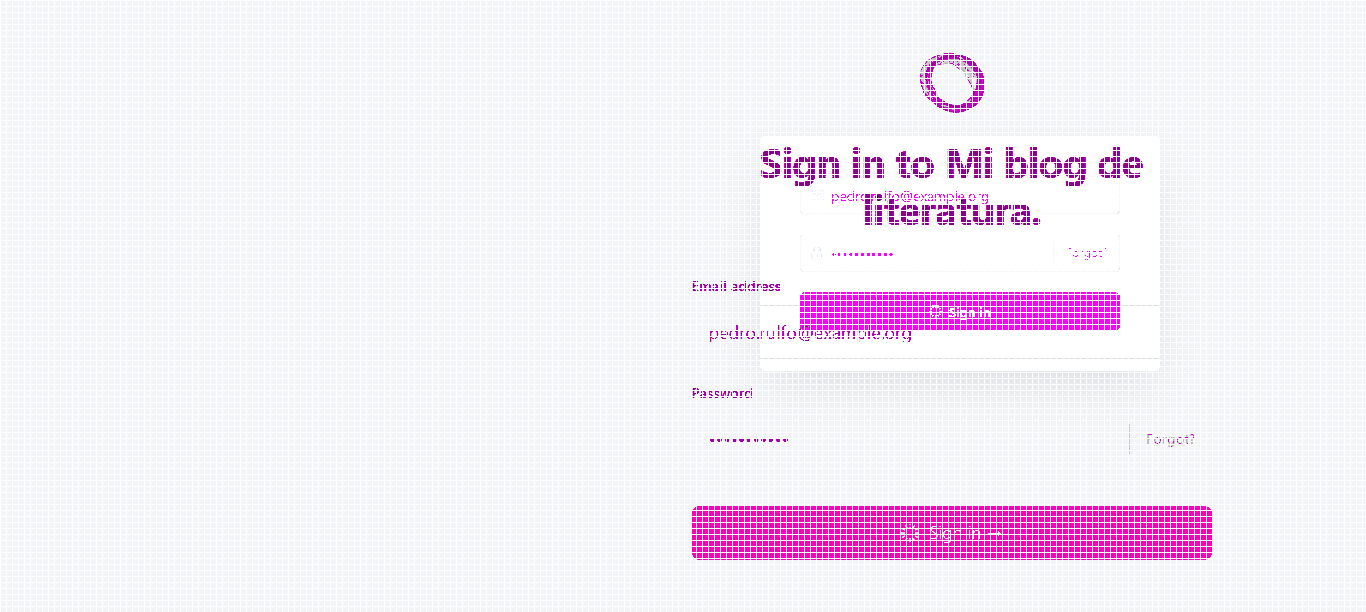 Sign in to Mi blog de
literatura.
pedro.rulfo@example.org
••••••••••• Forgot?
Email address
Sign in
pedro.rulfo@example.org
Password
••••••••••• Forgot?
Sign in →